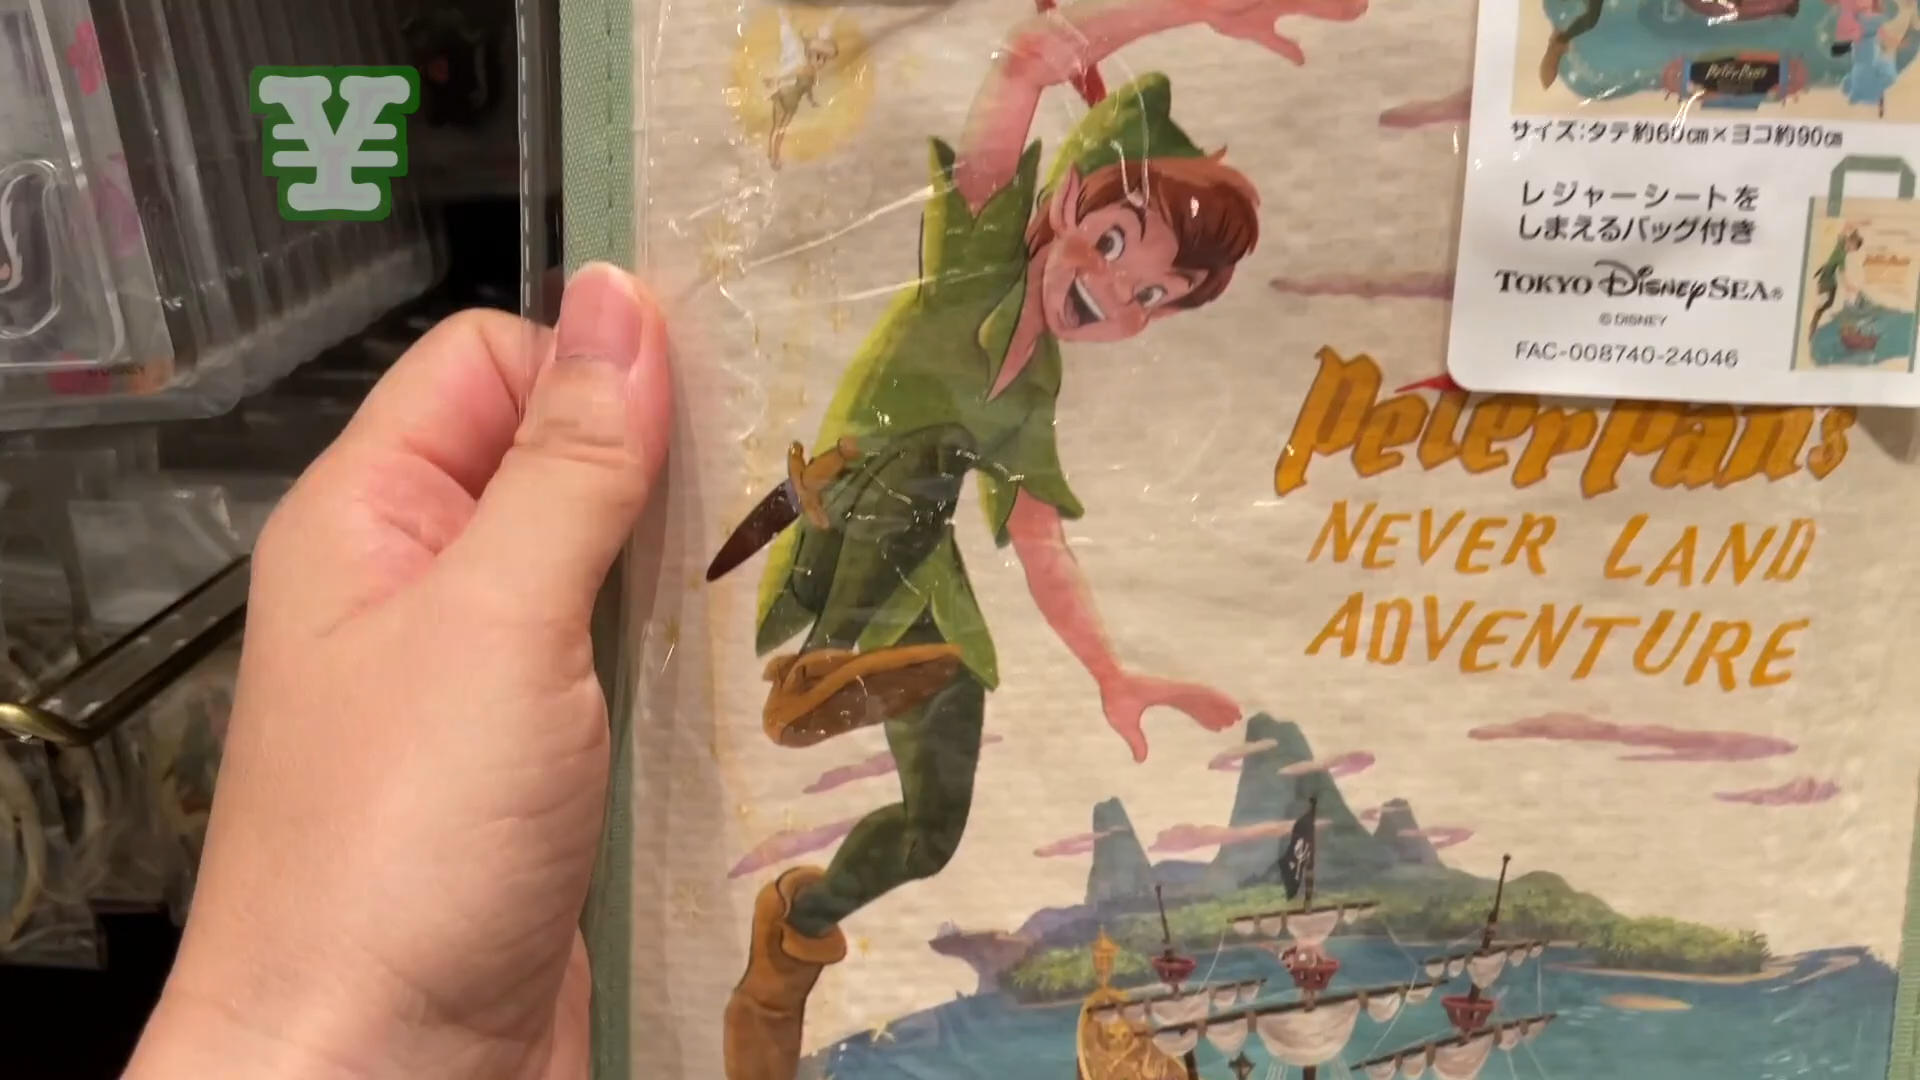 ¥
Peter Pan's
サイズ:タテ約60㎝×ヨコ約90㎝
レジャーシートを
しまえるバッグ付き
TOKYO DISNEYSEA®
©DISNEY
FAC-008740-24046
Peter Pan's
NEVER LAND
ADVENTURE